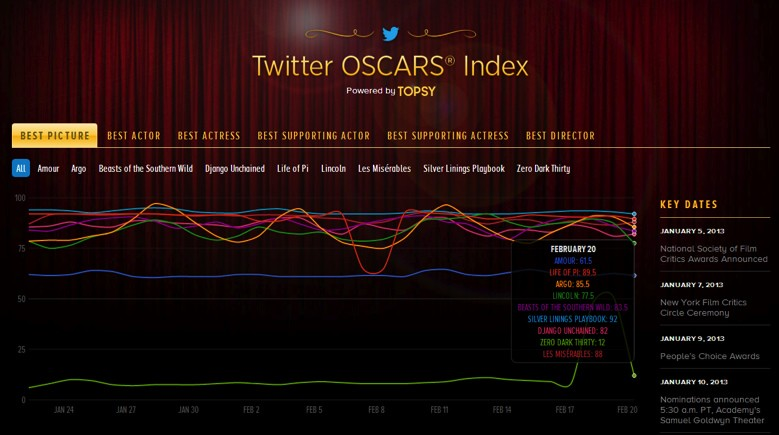 Twitter OSCARS® Index
Powered by TOPSY
BEST PICTURE BEST ACTOR BEST ACTRESS BEST SUPPORTING ACTOR BEST SUPPORTING ACTRESS BEST DIRECTOR
All Amour Argo Beasts of the Southern Wild Django Unchained Life of Pi Lincoln Les Misérables Silver Linings Playbook Zero Dark Thirty
100
75
50
25
0
JAN 24 JAN 27 JAN 30 FEB 2 FEB 5 FEB 8 FEB 11 FEB 14 FEB 17 FEB 20
FEBRUARY 20
AMOUR: 61.5
LIFE OF PI: 89.5
ARGO: 85.5
LINCOLN: 77.5
BEASTS OF THE SOUTHERN WILD: 83.5
SILVER LININGS PLAYBOOK: 92
DJANGO UNCHAINED: 82
ZERO DARK THIRTY: 12
LES MISÉRABLES: 88
KEY DATES
JANUARY 5, 2013
National Society of Film
Critics Awards Announced
JANUARY 7, 2013
New York Film Critics
Circle Ceremony
JANUARY 9, 2013
People's Choice Awards
JANUARY 10, 2013
Nominations announced
5:30 a.m. PT, Academy's
Samuel Goldwyn Theater